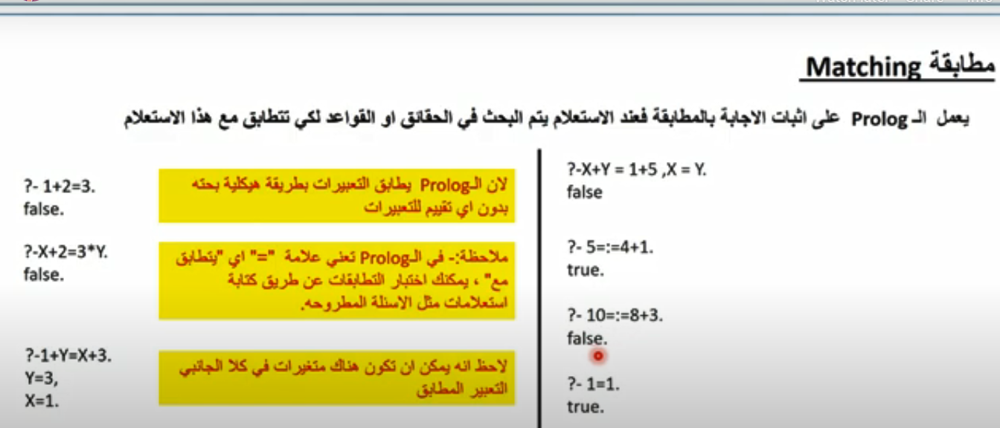 مطابقة Matching
يعمل الـ Prolog على اثبات الاجابة بالمطابقة فعند الاستعلام يتم البحث في الحقائق او القواعد لكي تتطابق مع هذا الاستعلام
?- 1+2=3.
false.
لان الـProlog يطابق التعبيرات بطريقة هيكلية بحته
بدون اي تقييم للتعبيرات
?-X+2=3*Y.
false.
ملاحظة:- في الـProlog تعني علامة "=" اي "يتطابق
مع" ، يمكنك اختبار التطابقات عن طريق كتابة
استعلامات مثل الاسئلة المطروحه.
?-1+Y=X+3.
Y=3,
X=1.
لاحظ انه يمكن ان تكون هناك متغيرات في كلا الجانبي
التعبير المطابق
?-X+Y = 1+5 ,X = Y.
false
?- 5=:=4+1.
true.
?- 10=:=8+3.
false.
?- 1=1.
true.